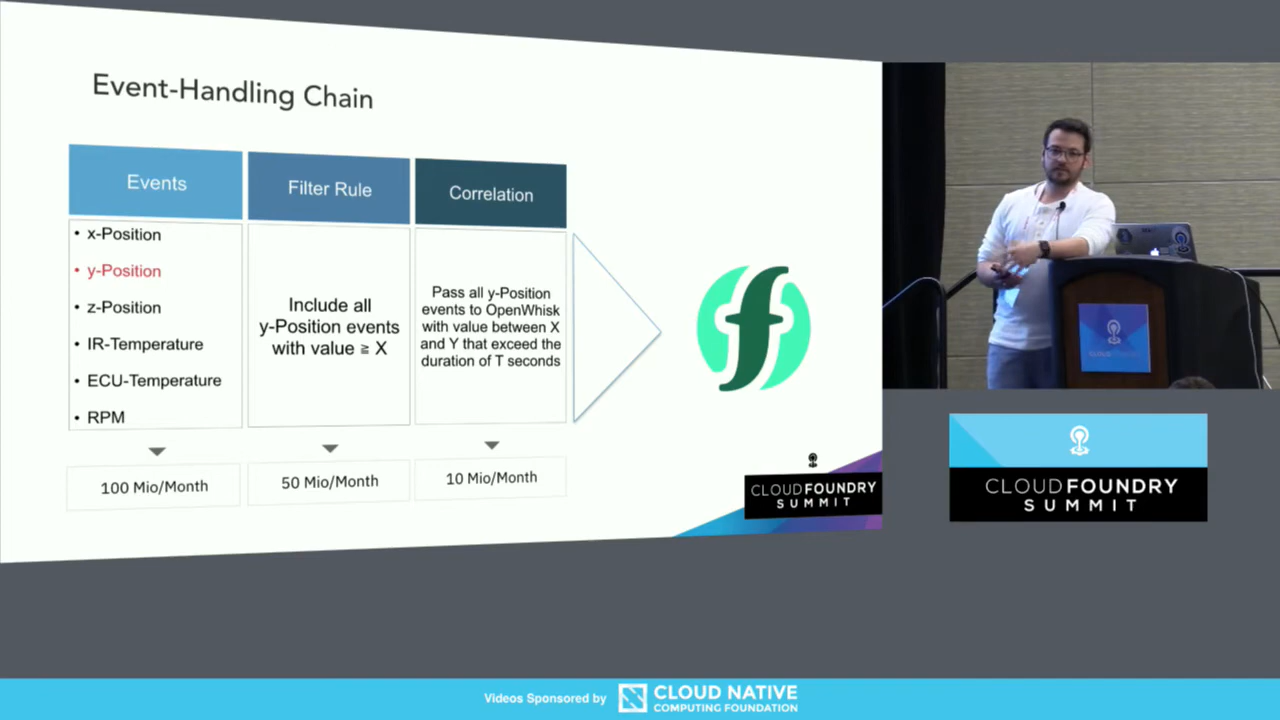 Event-Handling Chain
Events
Filter Rule
Correlation
• x-Position
• y-Position
• z-Position
• IR-Temperature
• ECU-Temperature
• RPM
Include all
y-Position events
with value ≧ X
Pass all y-Position
events to OpenWhisk
with value between X
and Y that exceed the
duration of T seconds
100 Mio/Month
50 Mio/Month
10 Mio/Month
CLOUD FOUNDRY
SUMMIT
CLOUD FOUNDRY
CLOUD FOUNDRY
SUMMIT
Videos Sponsored by
CLOUD NATIVE
COMPUTING FOUNDATION